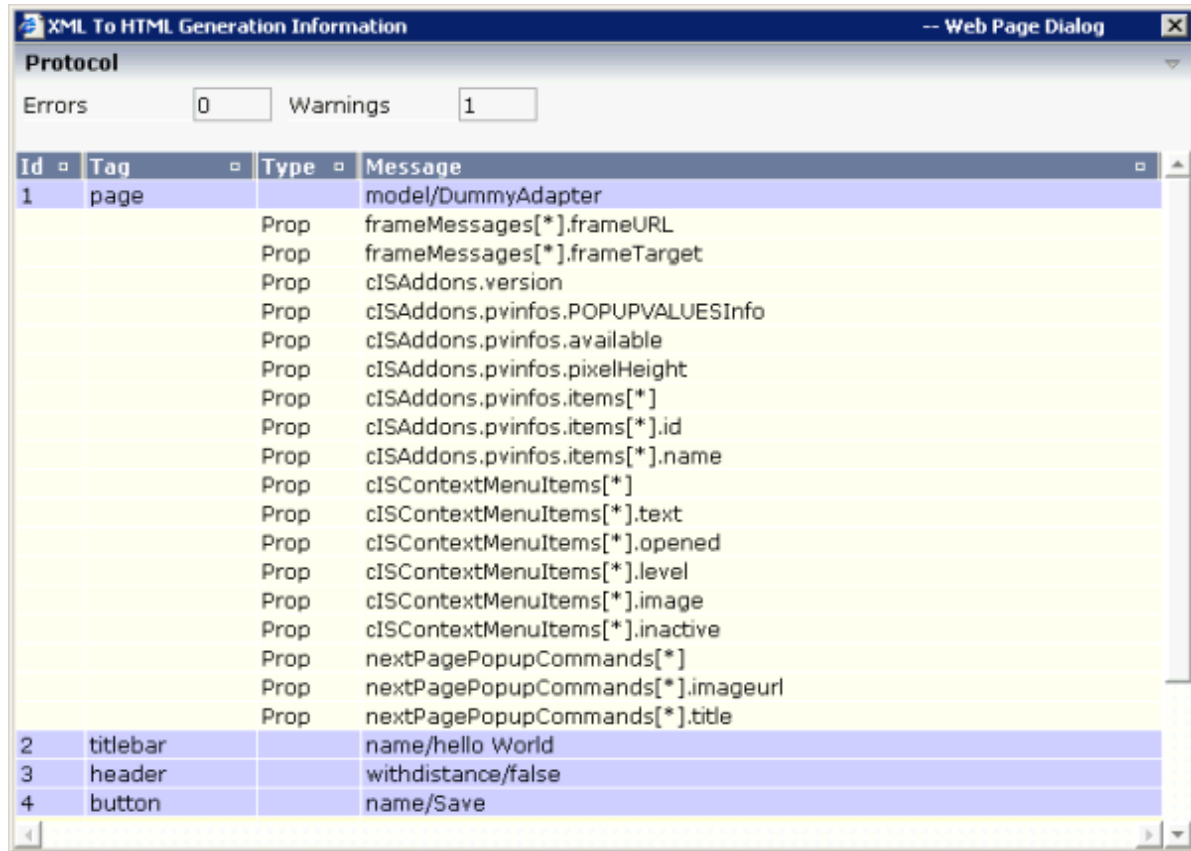 XML To HTML Generation Information -- Web Page Dialog
Protocol
Errors 0 Warnings 1
Id Tag Type Message
1 page model/DummyAdapter
Prop frameMessages[*].frameURL
Prop frameMessages[*].frameTarget
Prop cISAddons.version
Prop cISAddons.pvinfos.POPUPVALUESInfo
Prop cISAddons.pvinfos.available
Prop cISAddons.pvinfos.pixelHeight
Prop cISAddons.pvinfos.items[*]
Prop cISAddons.pvinfos.items[*].id
Prop cISAddons.pvinfos.items[*].name
Prop cISContextMenuItems[*]
Prop cISContextMenuItems[*].text
Prop cISContextMenuItems[*].opened
Prop cISContextMenuItems[*].level
Prop cISContextMenuItems[*].image
Prop cISContextMenuItems[*].inactive
Prop nextPagePopupCommands[*]
Prop nextPagePopupCommands[*].imageurl
Prop nextPagePopupCommands[*].title
2 titlebar name/hello World
3 header withdistance/false
4 button name/Save